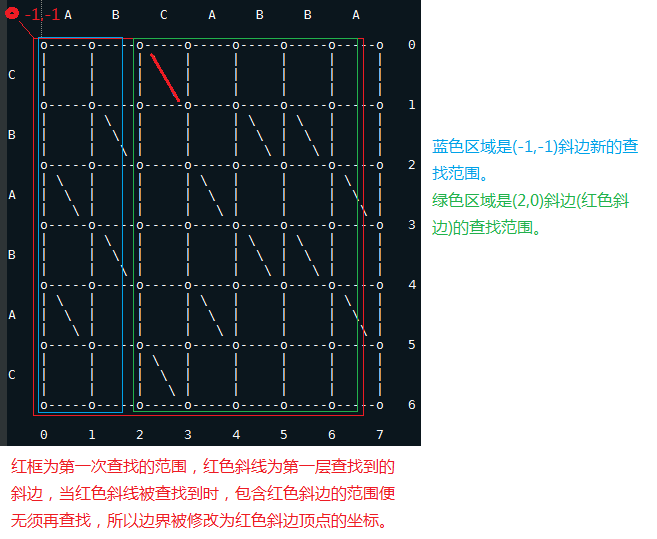 -1,-1 A B C A B B A
0
C
1
B
2
A
3
B
4
A
5
C
6
0 1 2 3 4 5 6 7
蓝色区域是(-1,-1)斜边新的查
找范围。
绿色区域是(2,0)斜边(红色斜
边)的查找范围。
红框为第一次查找的范围，红色斜线为第一层查找到的
斜边，当红色斜线被查找到时，包含红色斜边的范围便
无须再查找，所以边界被修改为红色斜边顶点的坐标。